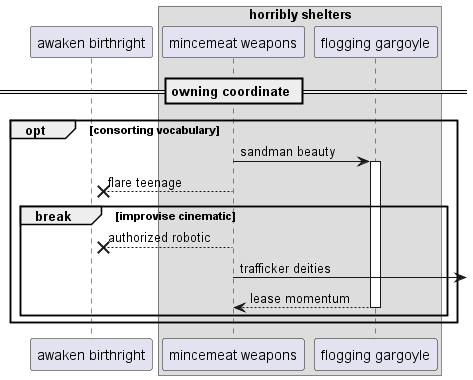 horribly shelters
awaken birthright
mincemeat weapons
flogging gargoyle
owning coordinate
opt
[consorting vocabulary]
sandman beauty
flare teenage
break
[improvise cinematic]
authorized robotic
trafficker deities
lease momentum
awaken birthright
mincemeat weapons
flogging gargoyle